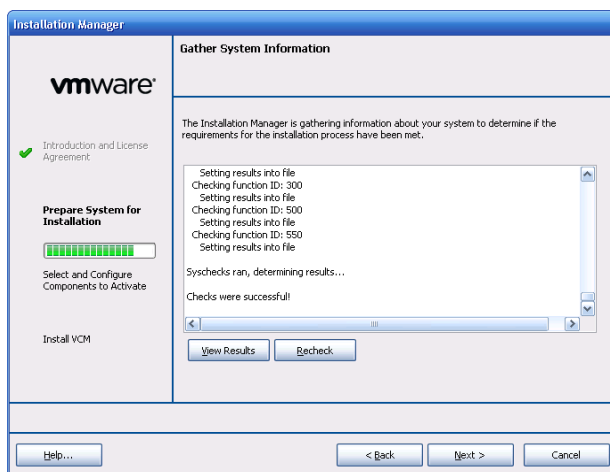 Installation Manager
Gather System Information
vmware
The Installation Manager is gathering information about your system to determine if the
requirements for the installation process have been met.
Introduction and License
Agreement
Prepare System for
Installation
Select and Configure
Components to Activate
Install VCM
Setting results into file
Checking function ID: 300
Setting results into file
Checking function ID: 500
Setting results into file
Checking function ID: 550
Setting results into file
Syschecks ran, determining results...
Checks were successful!
View Results
Recheck
Help...
< Back
Next >
Cancel